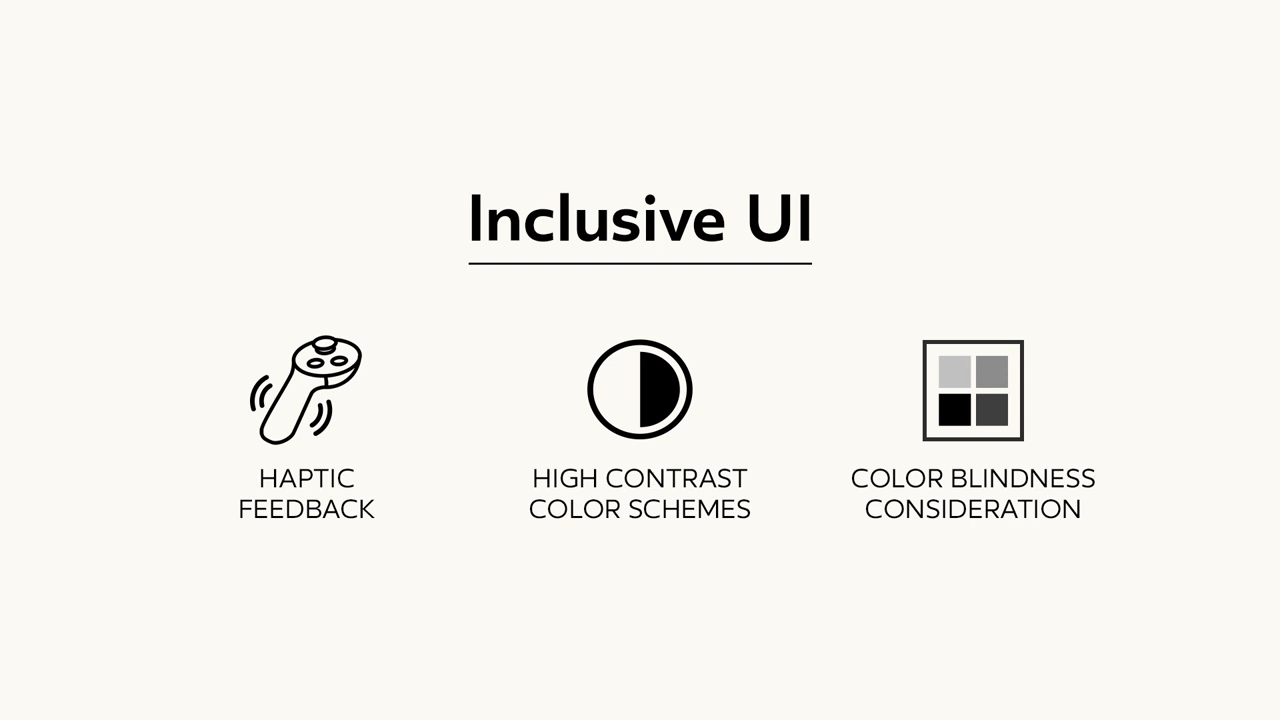 Inclusive UI
HAPTIC
FEEDBACK
HIGH CONTRAST
COLOR SCHEMES
COLOR BLINDNESS
CONSIDERATION